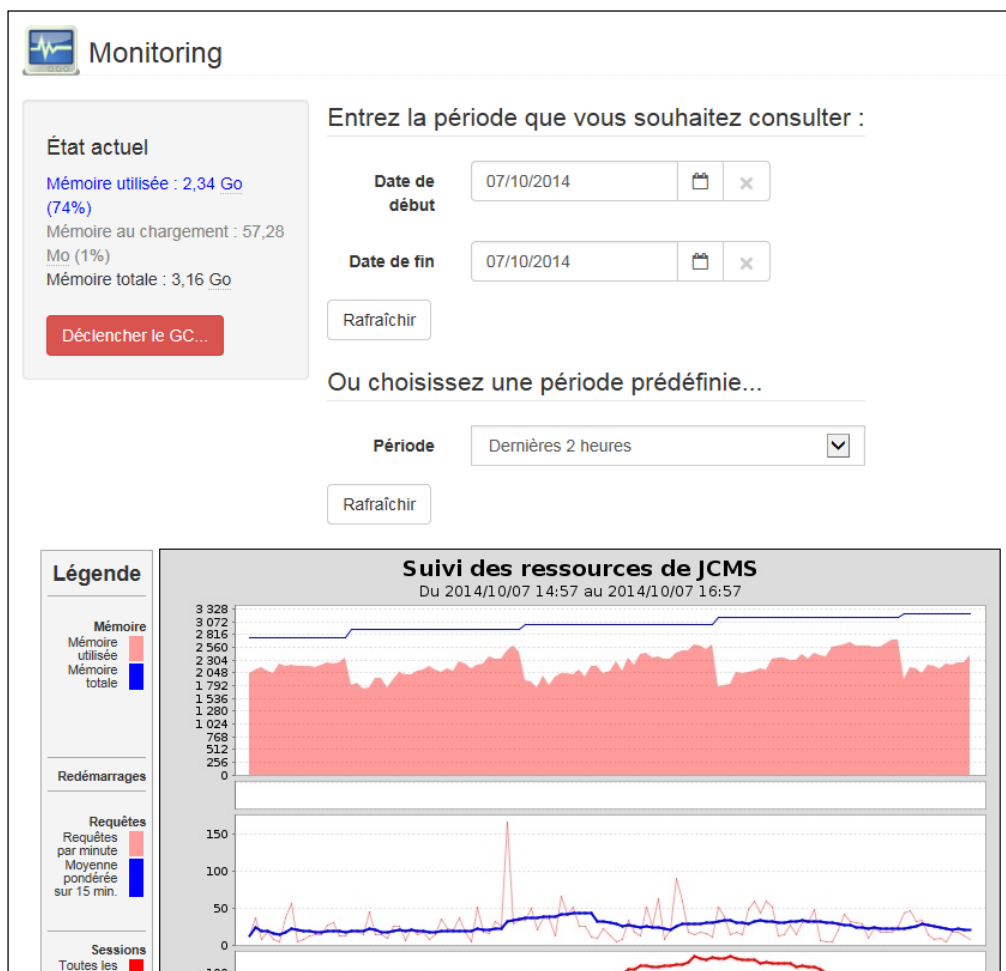 Monitoring
État actuel
Mémoire utilisée : 2,34 Go
(74%)
Mémoire au chargement : 57,28
Mo (1%)
Mémoire totale : 3,16 Go
Déclencher le GC...
Entrez la période que vous souhaitez consulter :
Date de
début
07/10/2014
Date de fin
07/10/2014
Rafraîchir
Ou choisissez une période prédéfinie...
Période
Dernières 2 heures
Rafraîchir
Légende
Mémoire
Mémoire
utilisée
Mémoire
totale
Redémarrages
Requêtes
Requêtes
par minute
Moyenne
pondérée
sur 15 min.
Sessions
Toutes les
Suivi des ressources de JCMS
Du 2014/10/07 14:57 au 2014/10/07 16:57
3 328
3 072
2 816
2 560
2 304
2 048
1 792
1 536
1 280
1 024
768
512
256
0
150
100
50
0
100